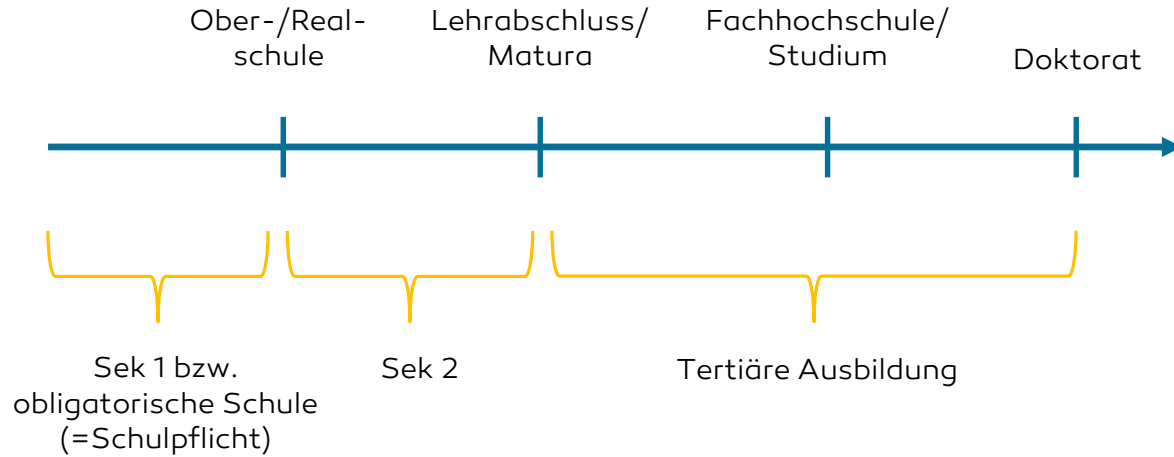 Ober-/Real-
schule
Lehrabschluss/
Matura
Fachhochschule/
Studium
Doktorat
Sek 1 bzw.
obligatorische Schule
(=Schulpflicht)
Sek 2
Tertiäre Ausbildung